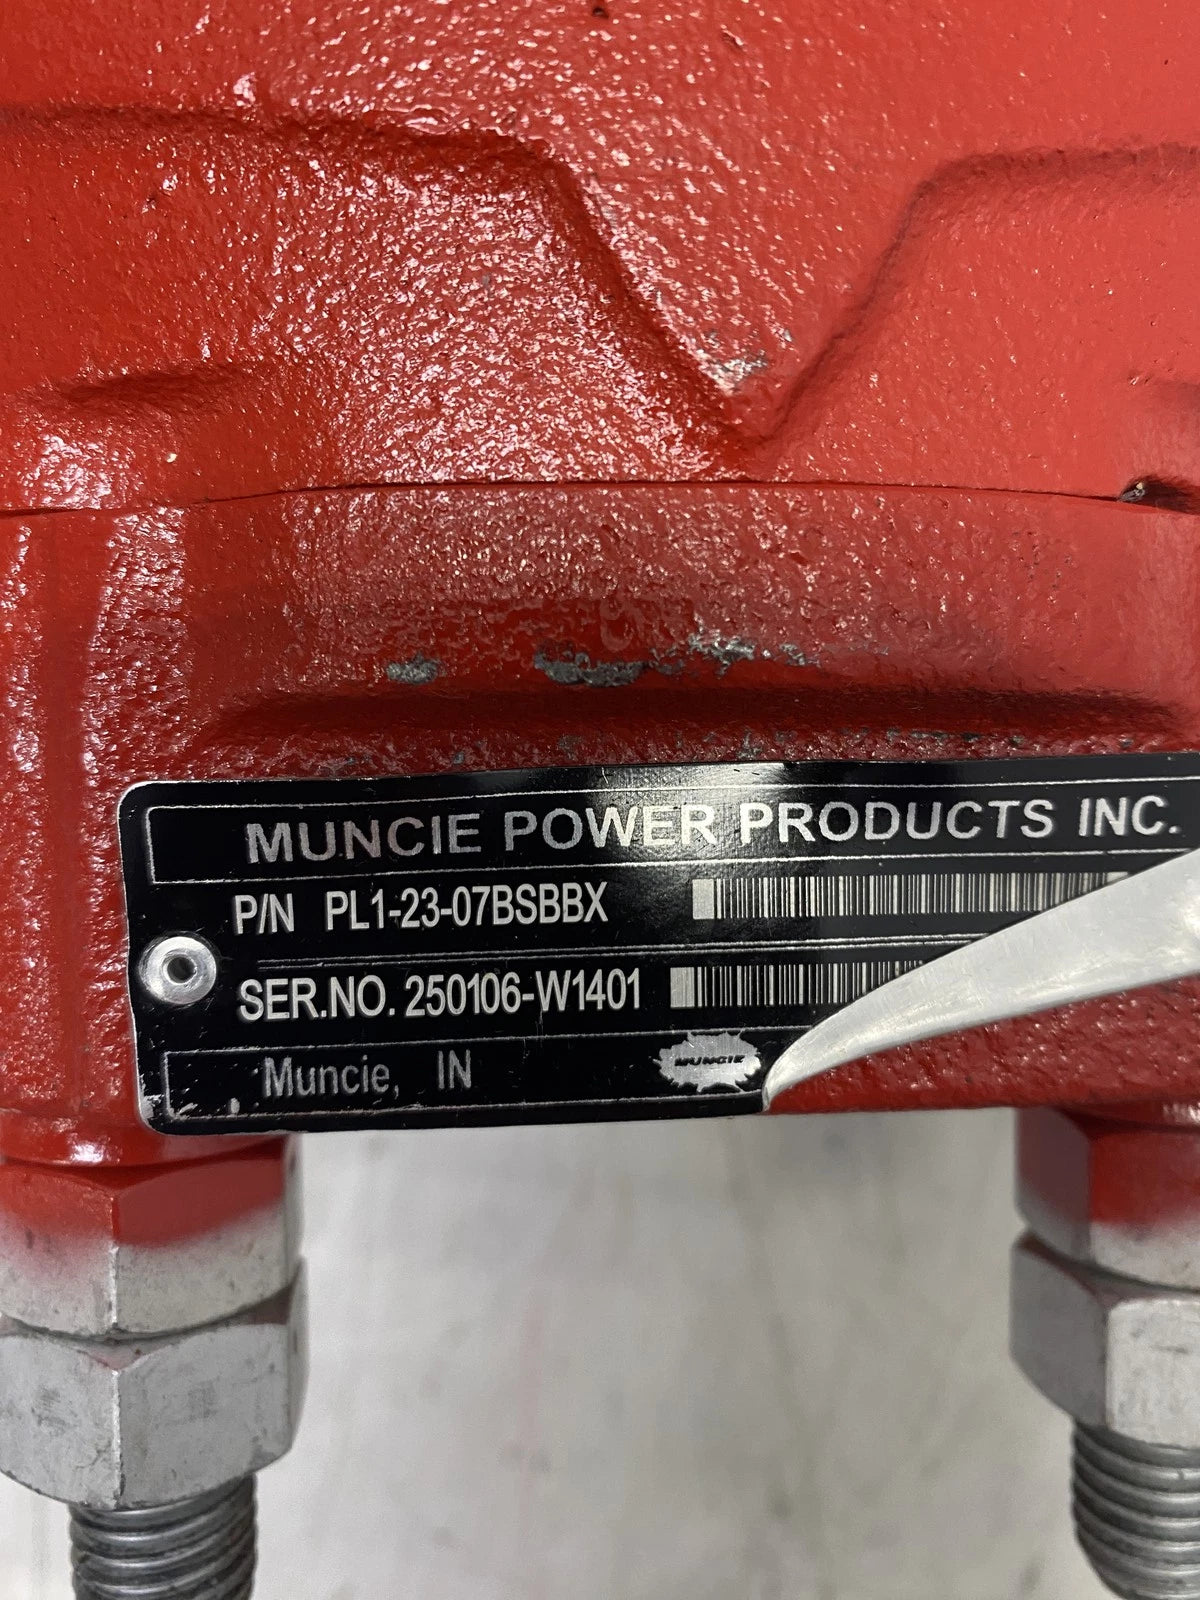 MUNCIE POWER PRODUCTS INC.
P/N PL1-23-07BSBBX
SER.NO. 250106-W1401
Muncie, IN
MUNCIE